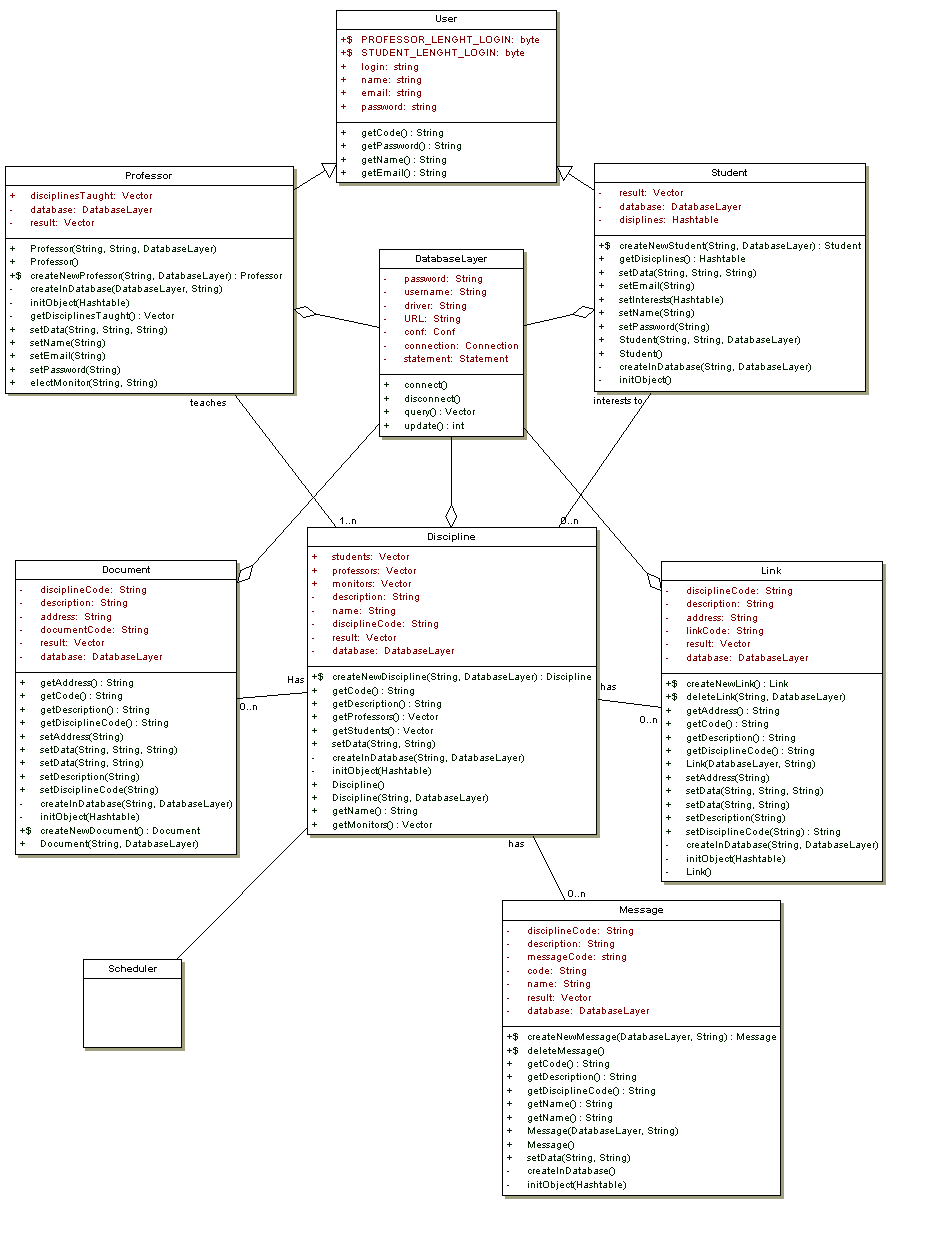 User
+$ PROFESSOR_LENGHT_LOGIN: byte
+$ STUDENT_LENGHT_LOGIN: byte
+ login: string
+ name: string
+ email: string
+ password: string
+ getCode() : String
+ getPassword() : String
+ getName() : String
+ getEmail() : String
Professor
+ disciplinesTaught: Vector
- database: DatabaseLayer
- result: Vector
+ Professor(String, String, DatabaseLayer)
+ Professor()
+$ createNewProfessor(String, DatabaseLayer) : Professor
- createInDatabase(DatabaseLayer, String)
- initObject(Hashtable)
- getDisciplinesTaught() : Vector
+ setData(String, String, String)
+ setName(String)
+ setEmail(String)
+ setPassword(String)
+ electMonitor(String, String)
Student
- result: Vector
- database: DatabaseLayer
- disiplines: Hashtable
+$ createNewStudent(String, DatabaseLayer) : Student
+ getDisicplines() : Hashtable
+ setData(String, String, String)
+ setEmail(String)
+ setInterests(Hashtable)
+ setName(String)
+ setPassword(String)
+ Student(String, String, DatabaseLayer)
+ Student()
- createInDatabase(String, DatabaseLayer)
- initObject()
DatabaseLayer
- password: String
- username: String
- driver: String
- URL: String
- conf: Conf
- connection: Connection
- statement: Statement
+ connect()
+ disconnect()
+ query() : Vector
+ update() : int
teaches
interests to
1..n
0..n
Discipline
+ students: Vector
+ professors: Vector
+ monitors: Vector
- description: String
- name: String
- disciplineCode: String
- result: Vector
- database: DatabaseLayer
+$ createNewDiscipline(String, DatabaseLayer) : Discipline
+ getCode() : String
+ getDescription() : String
+ getProfessors() : Vector
+ getStudents() : Vector
+ setData(String, String)
- createInDatabase(String, DatabaseLayer)
- initObject(Hashtable)
+ Discipline()
+ Discipline(String, DatabaseLayer)
+ getName() : String
+ getMonitors() : Vector
Document
- disciplineCode: String
- description: String
- address: String
- documentCode: String
- result: Vector
- database: DatabaseLayer
+ getAddress() : String
+ getCode() : String
+ getDescription() : String
+ getDisciplineCode() : String
+ setAddress(String)
+ setData(String, String, String)
+ setData(String, String)
+ setDescription(String)
+ setDisciplineCode(String)
- createInDatabase(String, DatabaseLayer)
- initObject(Hashtable)
+$ createNewDocument() : Document
+ Document(String, DatabaseLayer)
Has
0..n
has
0..n
Link
- disciplineCode: String
- description: String
- address: String
- linkCode: String
- result: Vector
- database: DatabaseLayer
+$ createNewLink() : Link
+$ deleteLink(String, DatabaseLayer)
+ getAddress() : String
+ getCode() : String
+ getDescription() : String
+ getDisciplineCode() : String
+ Link(DatabaseLayer, String)
+ setAddress(String)
+ setData(String, String, String)
+ setData(String, String)
+ setDescription(String)
+ setDisciplineCode(String) : String
- createInDatabase(String, DatabaseLayer)
- initObject(Hashtable)
- Link()
has
0..n
Scheduler
Message
- disciplineCode: String
- description: String
- messageCode: string
- code: String
- name: String
- result: Vector
- database: DatabaseLayer
+$ createNewMessage(DatabaseLayer, String) : Message
+$ deleteMessage()
+ getCode() : String
+ getDescription() : String
+ getDisciplineCode() : String
+ getName() : String
+ getName() : String
+ Message(DatabaseLayer, String)
+ Message()
+ setData(String, String)
- createInDatabase()
- initObject(Hashtable)